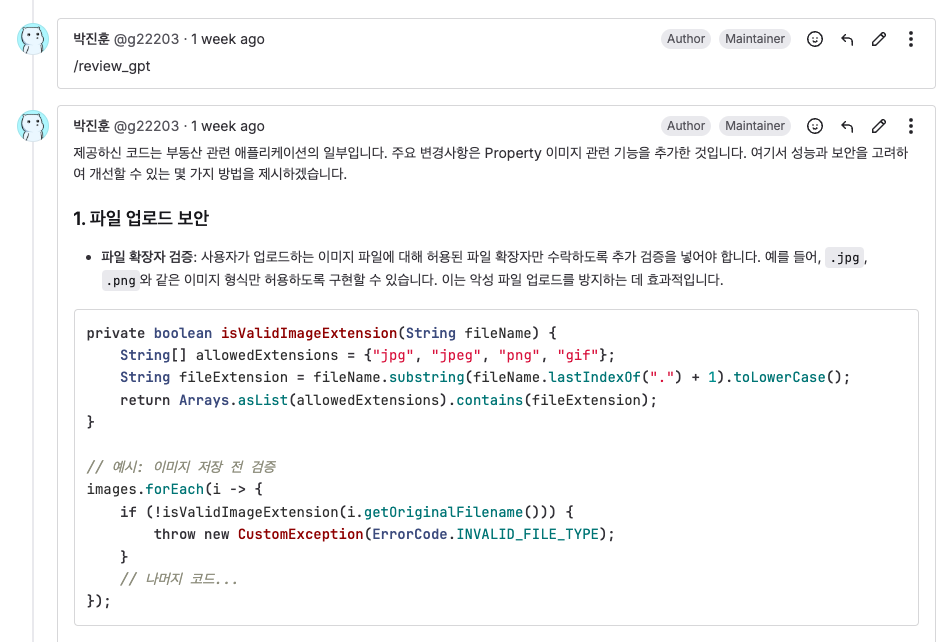 박진훈 @g22203 · 1 week ago Author Maintainer
/review_gpt
박진훈 @g22203 · 1 week ago Author Maintainer
제공하신 코드는 부동산 관련 애플리케이션의 일부입니다. 주요 변경사항은 Property 이미지 관련 기능을 추가한 것입니다. 여기서 성능과 보안을 고려하
여 개선할 수 있는 몇 가지 방법을 제시하겠습니다.
1. 파일 업로드 보안
• 파일 확장자 검증: 사용자가 업로드하는 이미지 파일에 대해 허용된 파일 확장자만 수락하도록 추가 검증을 넣어야 합니다. 예를 들어, .jpg,
.png와 같은 이미지 형식만 허용하도록 구현할 수 있습니다. 이는 악성 파일 업로드를 방지하는 데 효과적입니다.
private boolean isValidImageExtension(String fileName) {
    String[] allowedExtensions = {"jpg", "jpeg", "png", "gif"};
    String fileExtension = fileName.substring(fileName.lastIndexOf(".") + 1).toLowerCase();
    return Arrays.asList(allowedExtensions).contains(fileExtension);
}
// 예시: 이미지 저장 전 검증
images.forEach(i -> {
    if (!isValidImageExtension(i.getOriginalFilename())) {
        throw new CustomException(ErrorCode.INVALID_FILE_TYPE);
    }
    // 나머지 코드...
});